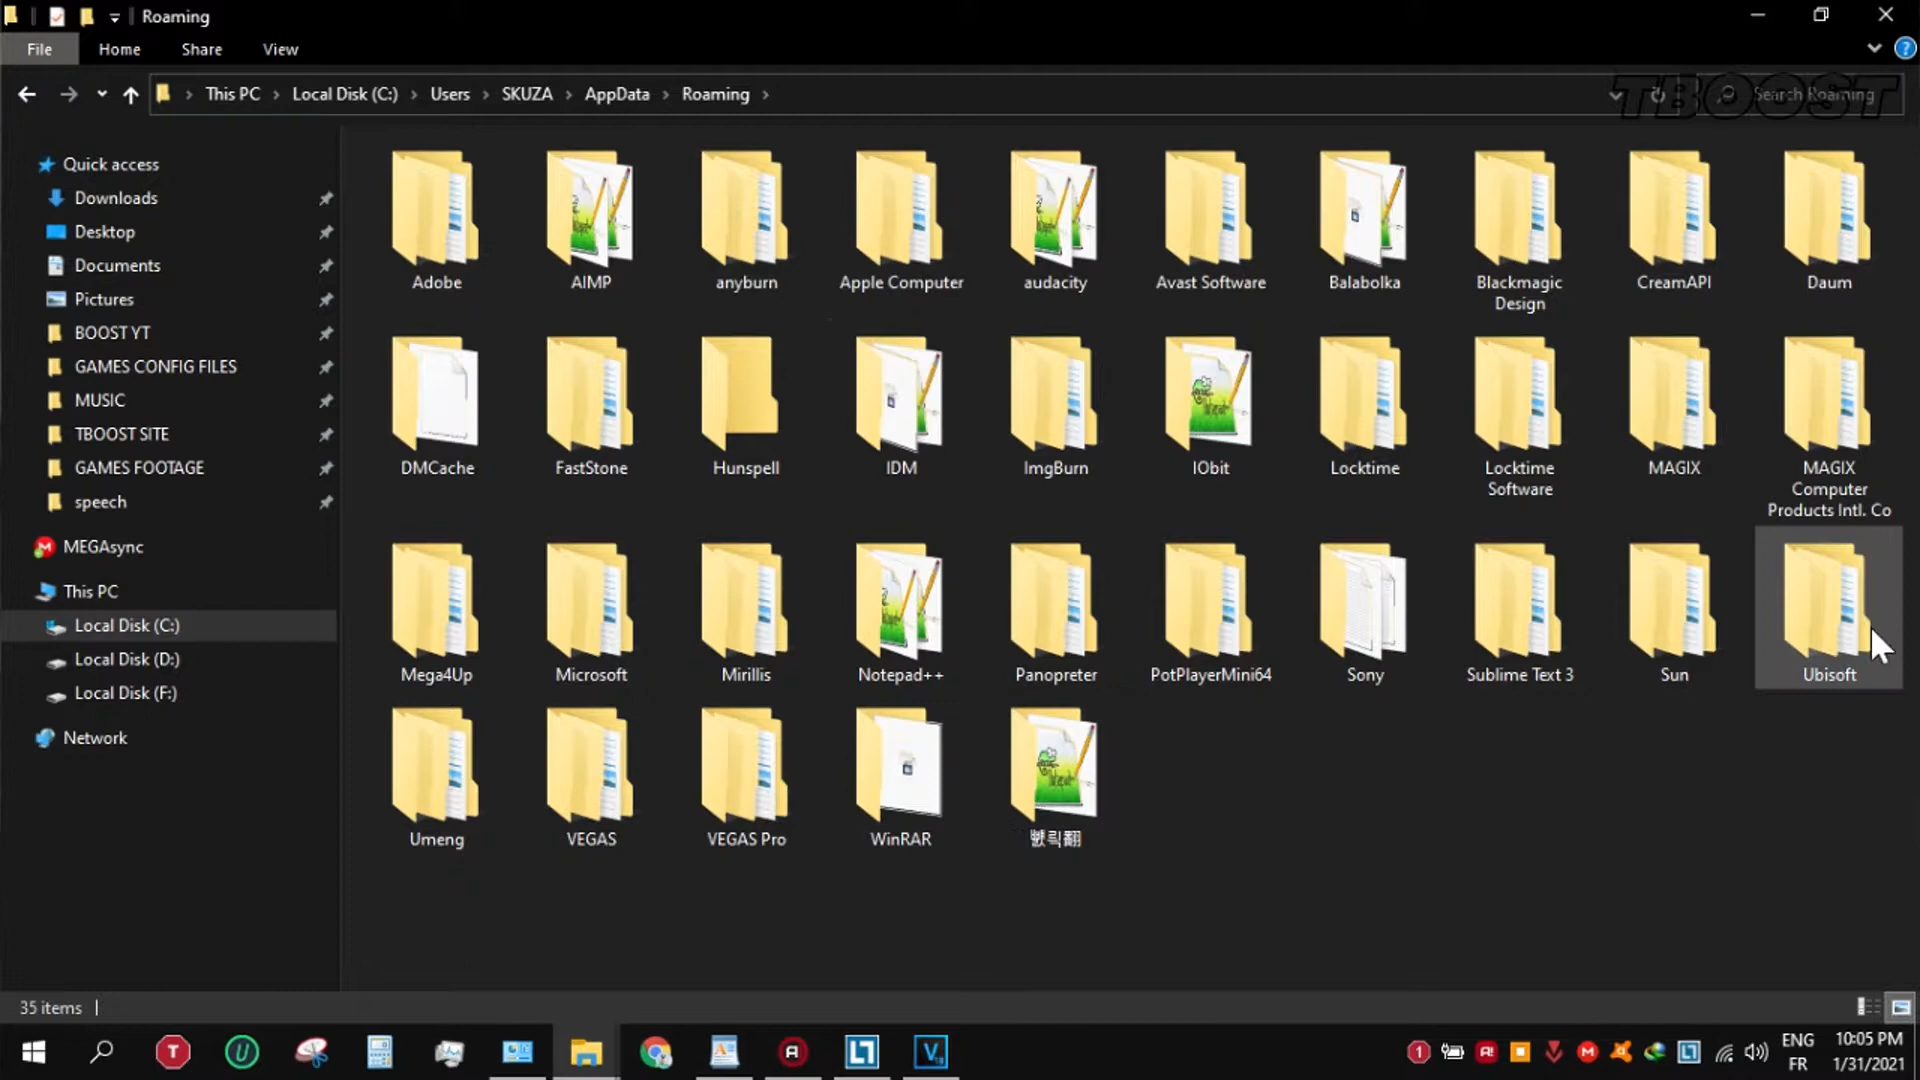 Roaming
File Home Share View
This PC Local Disk (C:) Users SKUZA AppData Roaming
Search Roaming
TBOOST
Quick access
Downloads
Desktop
Documents
Pictures
BOOST YT
GAMES CONFIG FILES
MUSIC
TBOOST SITE
GAMES FOOTAGE
speech
MEGAsync
This PC
Local Disk (C:)
Local Disk (D:)
Local Disk (F:)
Network
Adobe AIMP anyburn Apple Computer audacity Avast Software Balabolka Blackmagic Design CreamAPI Daum
DMCache FastStone Hunspell IDM ImgBurn IObit Locktime Locktime Software MAGIX MAGIX Computer Products Intl. Co
Mega4Up Microsoft Mirillis Notepad++ Panopreter PotPlayerMini64 Sony Sublime Text 3 Sun Ubisoft
Umeng VEGAS VEGAS Pro WinRAR
35 items
ENG
FR
10:05 PM
1/31/2021